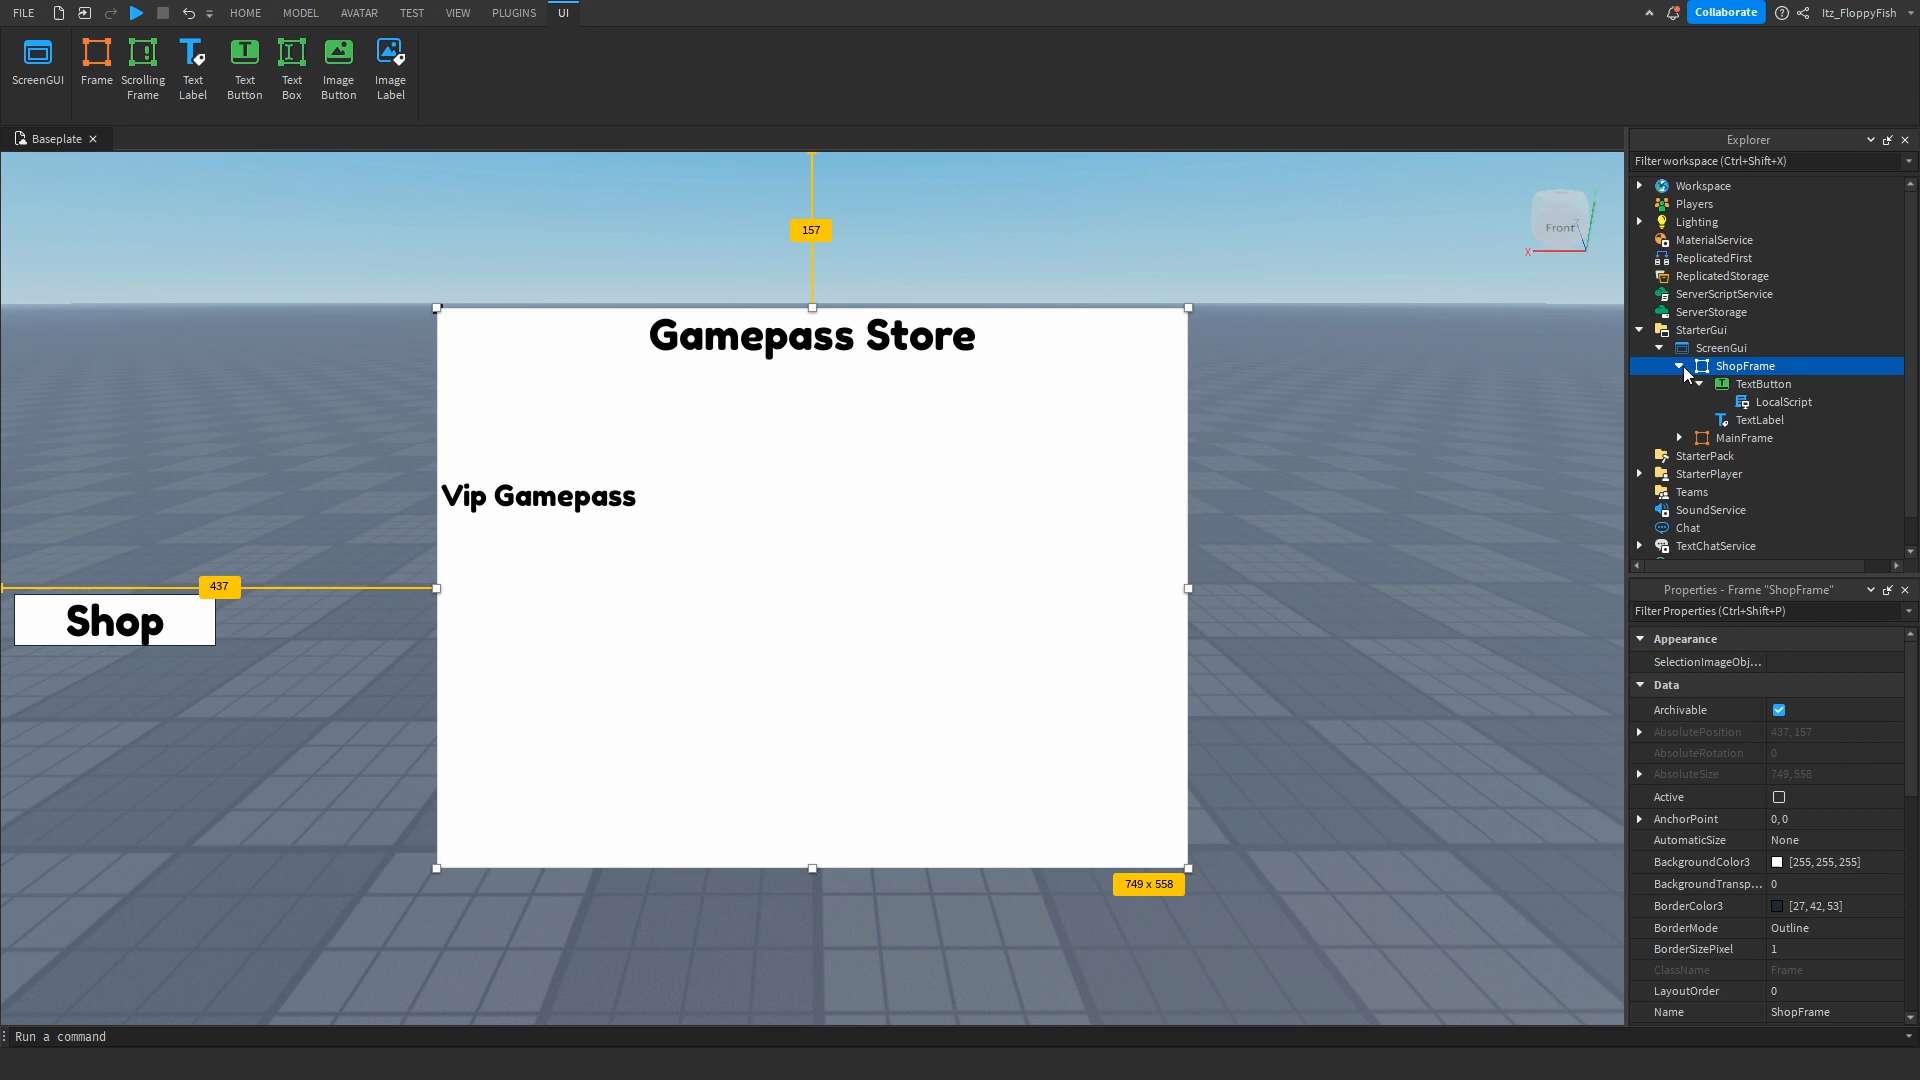 FILE HOME MODEL AVATAR TEST VIEW PLUGINS UI Collaborate Itz_FloppyFish
ScreenGUI Frame Scrolling Frame Text Label Text Button Text Box Image Button Image Label
Baseplate
157
Front
X
Gamepass Store
Vip Gamepass
437
Shop
749 x 558
Explorer
Filter workspace (Ctrl+Shift+X)
Workspace
Players
Lighting
MaterialService
ReplicatedFirst
ReplicatedStorage
ServerScriptService
ServerStorage
StarterGui
ScreenGui
ShopFrame
TextButton
LocalScript
TextLabel
MainFrame
StarterPack
StarterPlayer
Teams
SoundService
Chat
TextChatService
Properties - Frame "ShopFrame"
Filter Properties (Ctrl+Shift+P)
Appearance
SelectionImageObj...
Data
Archivable
AbsolutePosition 437, 157
AbsoluteRotation 0
AbsoluteSize 749, 558
Active
AnchorPoint 0, 0
AutomaticSize None
BackgroundColor3 [255, 255, 255]
BackgroundTransp... 0
BorderColor3 [27, 42, 53]
BorderMode Outline
BorderSizePixel 1
ClassName Frame
LayoutOrder 0
Name ShopFrame
Run a command